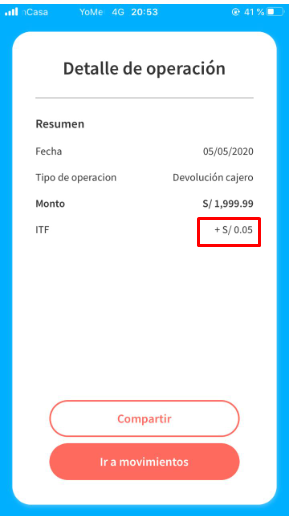 nCasa YoMe 4G 20:53 41 %
Detalle de operación
Resumen
Fecha 05/05/2020
Tipo de operacion Devolución cajero
Monto S/ 1,999.99
ITF + S/ 0.05
Compartir
Ir a movimientos